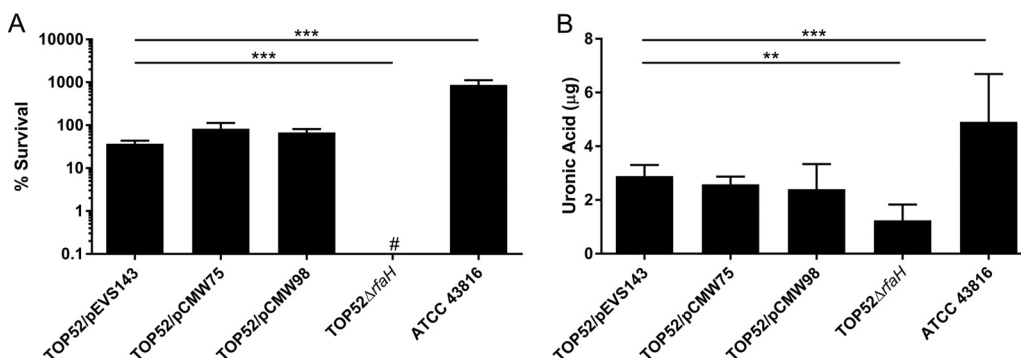 A
% Survival
10000
1000
100
10
1
0.1
***
***
#
TOP52/pEVS143
TOP52/pCMW75
TOP52/pCMW98
TOP52ΔrfaH
ATCC 43816
B
Uronic Acid (μg)
8
6
4
2
0
***
**
TOP52/pEVS143
TOP52/pCMW75
TOP52/pCMW98
TOP52ΔrfaH
ATCC 43816